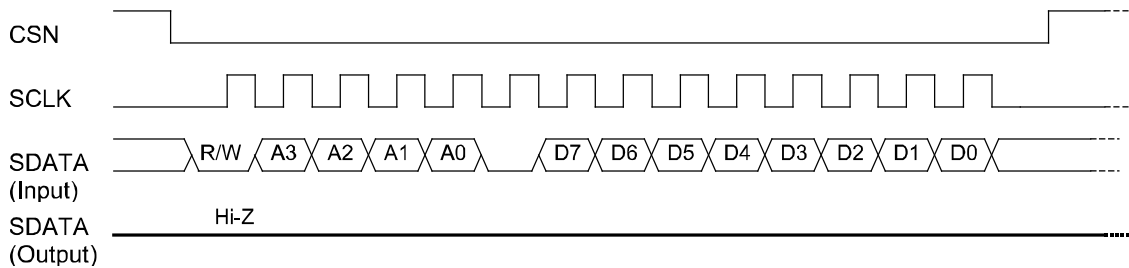 CSN
SCLK
SDATA
(Input)
R/W A3 A2 A1 A0 D7 D6 D5 D4 D3 D2 D1 D0
Hi-Z
SDATA
(Output)